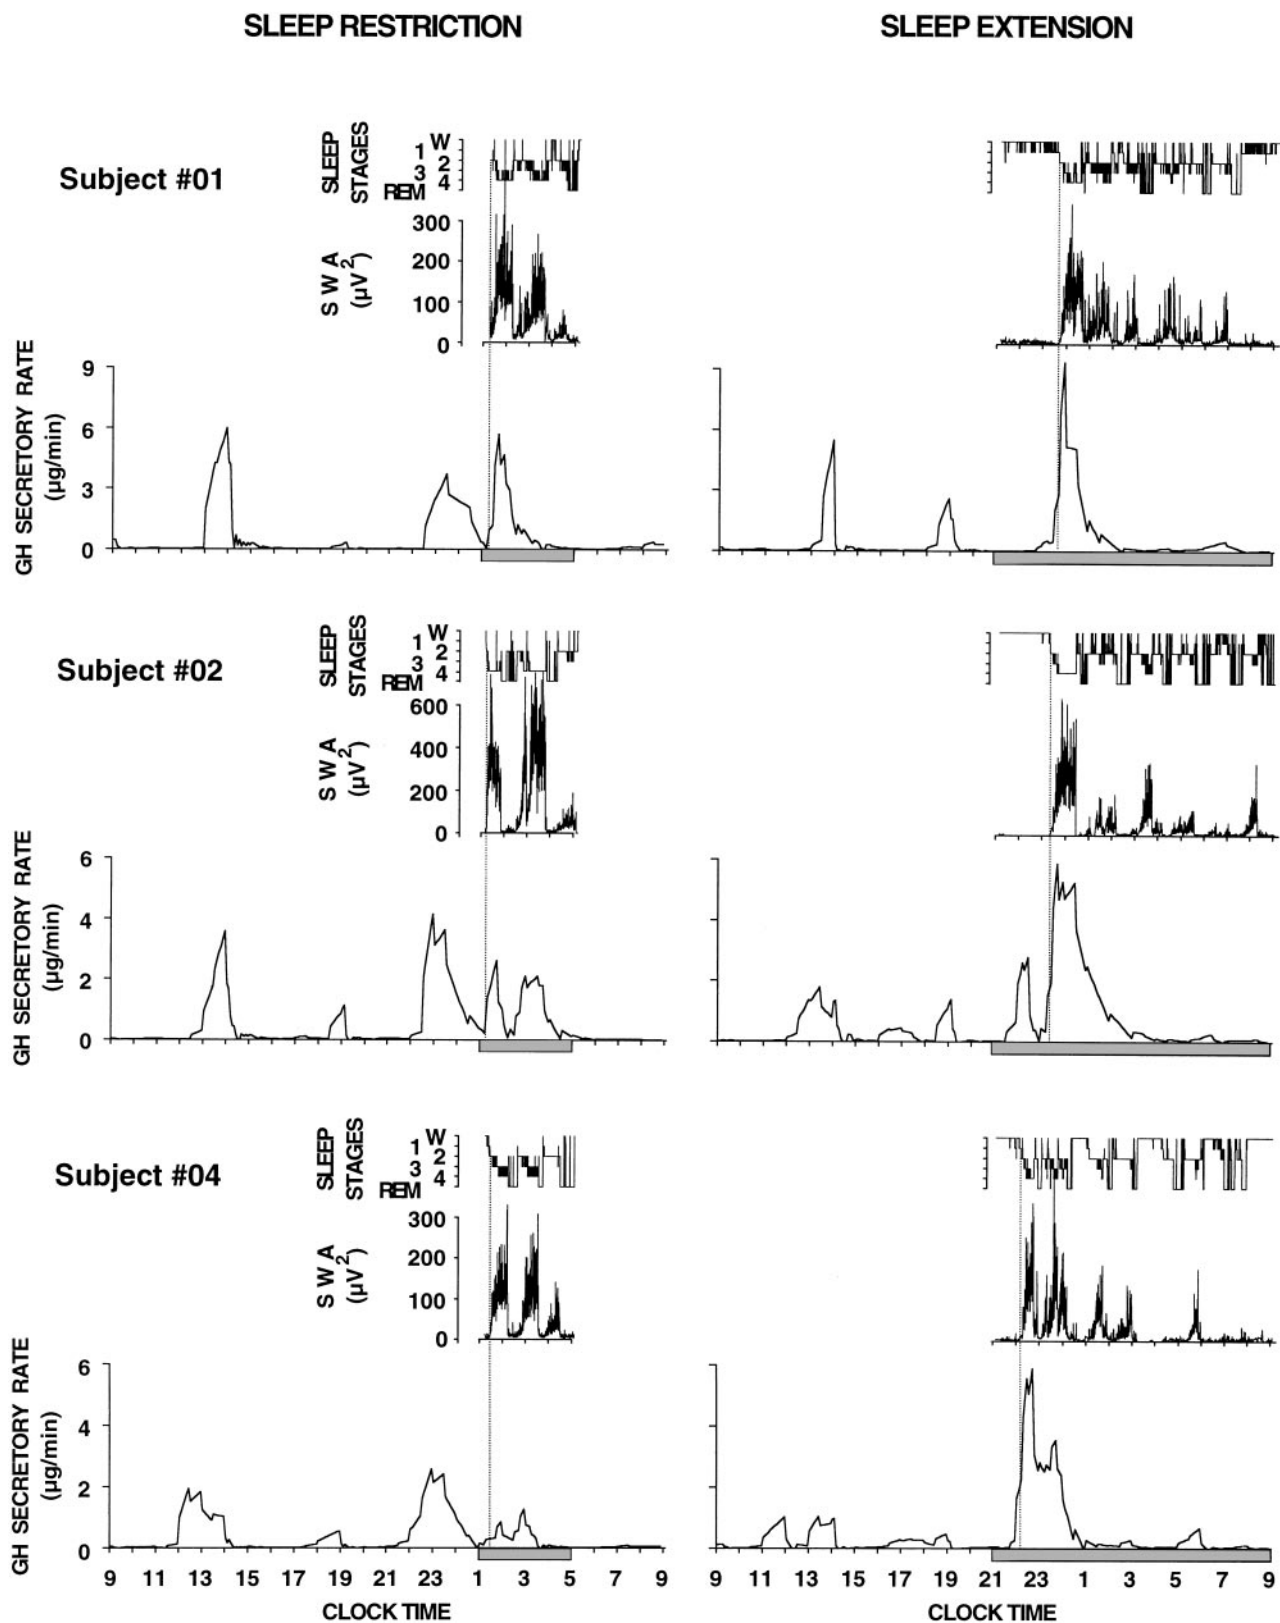 SLEEP RESTRICTION
SLEEP EXTENSION
Subject #01
SLEEP
STAGES
W
1
2
3
4
REM
S W A
(µV²)
300
200
100
0
GH SECRETORY RATE
(µg/min)
9
6
3
0
Subject #02
SLEEP
STAGES
W
1
2
3
4
REM
S W A
(µV²)
600
400
200
0
GH SECRETORY RATE
(µg/min)
6
4
2
0
Subject #04
SLEEP
STAGES
W
1
2
3
4
REM
S W A
(µV²)
300
200
100
0
GH SECRETORY RATE
(µg/min)
6
4
2
0
9 11 13 15 17 19 21 23 1 3 5 7 9
9 11 13 15 17 19 21 23 1 3 5 7 9
CLOCK TIME
CLOCK TIME